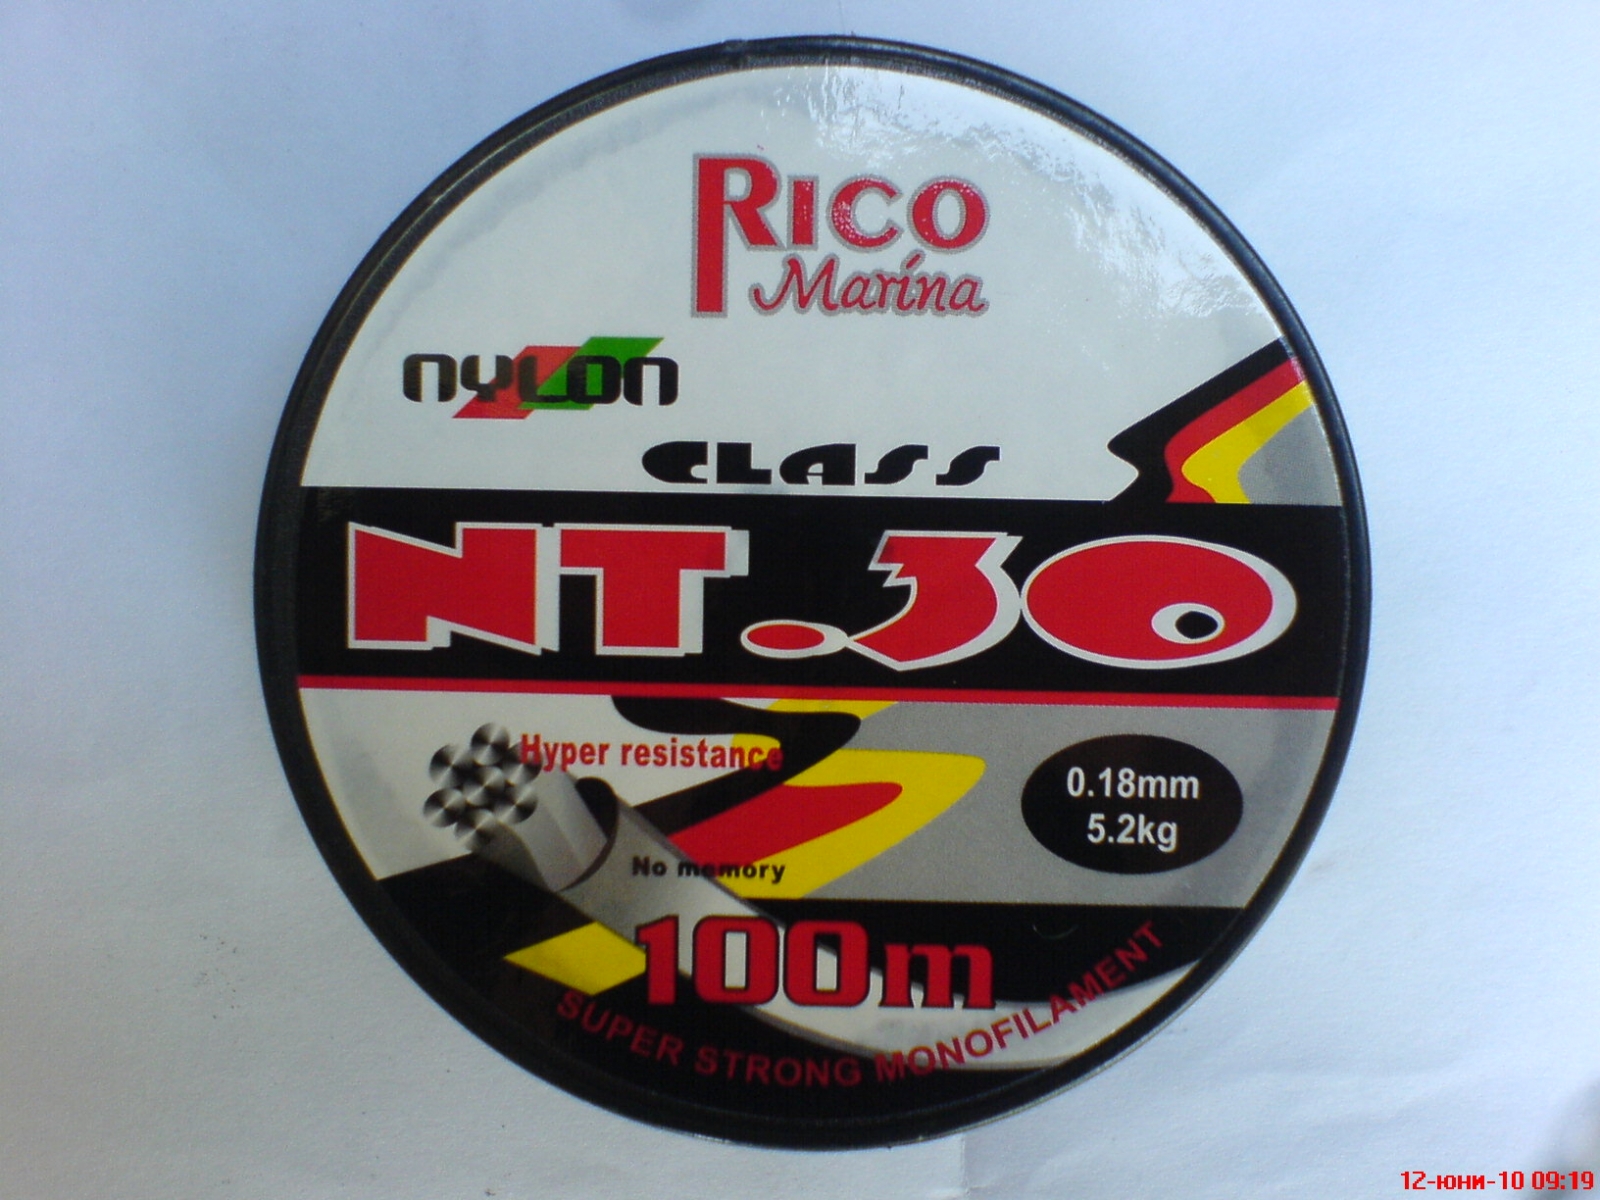 Rico
Marina
nylon
CLASS
NT.30
Hyper resistance
0.18mm
5.2kg
No memory
100m
SUPER STRONG MONOFILAMENT
12-юни-10 09:19